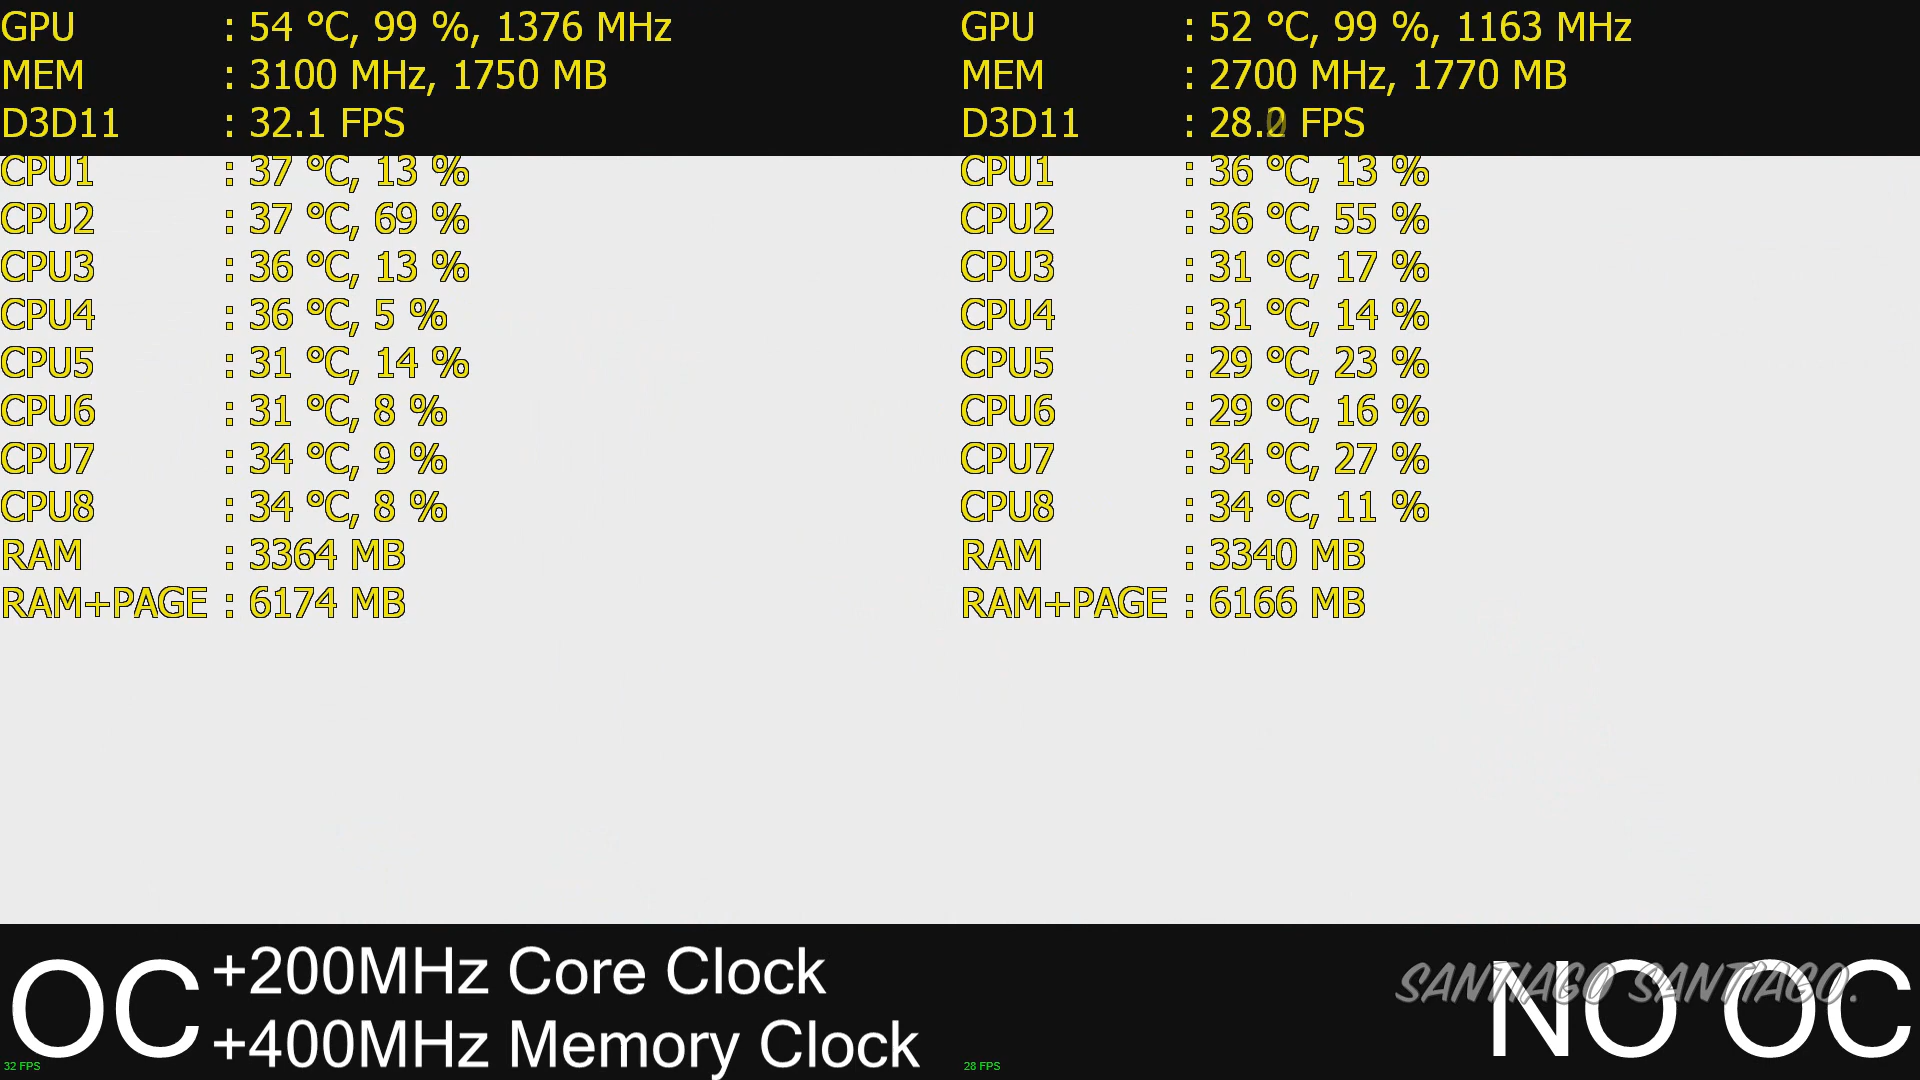 GPU : 54 °C, 99 %, 1376 MHz
MEM : 3100 MHz, 1750 MB
D3D11 : 32.1 FPS
CPU1 : 37 °C, 13 %
CPU2 : 37 °C, 69 %
CPU3 : 36 °C, 13 %
CPU4 : 36 °C, 5 %
CPU5 : 31 °C, 14 %
CPU6 : 31 °C, 8 %
CPU7 : 34 °C, 9 %
CPU8 : 34 °C, 8 %
RAM : 3364 MB
RAM+PAGE : 6174 MB
OC
+200MHz Core Clock
+400MHz Memory Clock
32 FPS
GPU : 52 °C, 99 %, 1163 MHz
MEM : 2700 MHz, 1770 MB
D3D11 : FPS
CPU1 : 36 °C, 13 %
CPU2 : 36 °C, 55 %
CPU3 : 31 °C, 17 %
CPU4 : 31 °C, 14 %
CPU5 : 29 °C, 23 %
CPU6 : 29 °C, 16 %
CPU7 : 34 °C, 27 %
CPU8 : 34 °C, 11 %
RAM : 3340 MB
RAM+PAGE : 6166 MB
NO OC
SANTIAGO SANTIAGO.
28 FPS